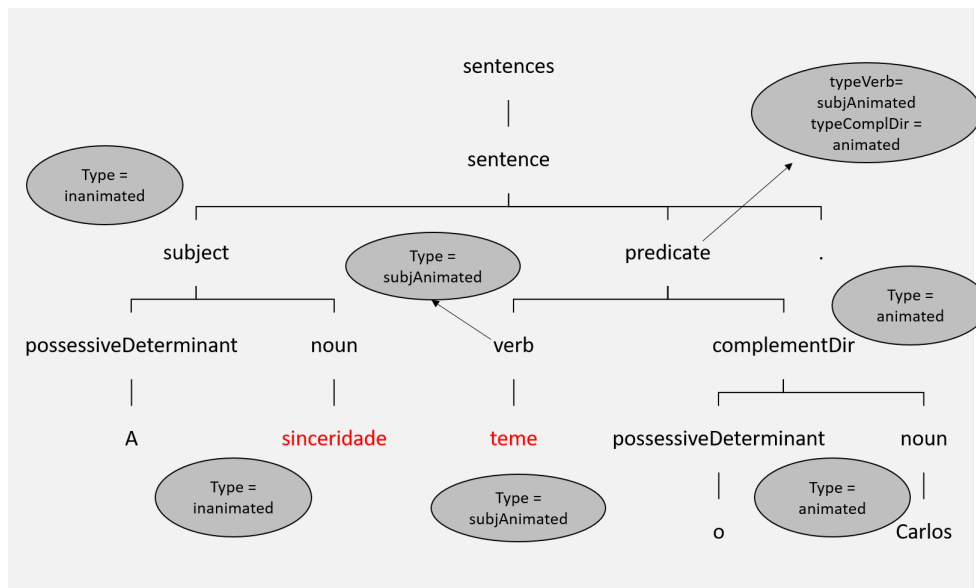 sentences
typeVerb=
subjAnimated
typeComplDir =
animated
sentence
Type =
inanimated
subject
Type =
subjAnimated
predicate
.
Type =
animated
possessiveDeterminant
noun
verb
complementDir
A
sinceridade
teme
possessiveDeterminant
noun
Type =
inanimated
Type =
subjAnimated
Type =
animated
o
Carlos